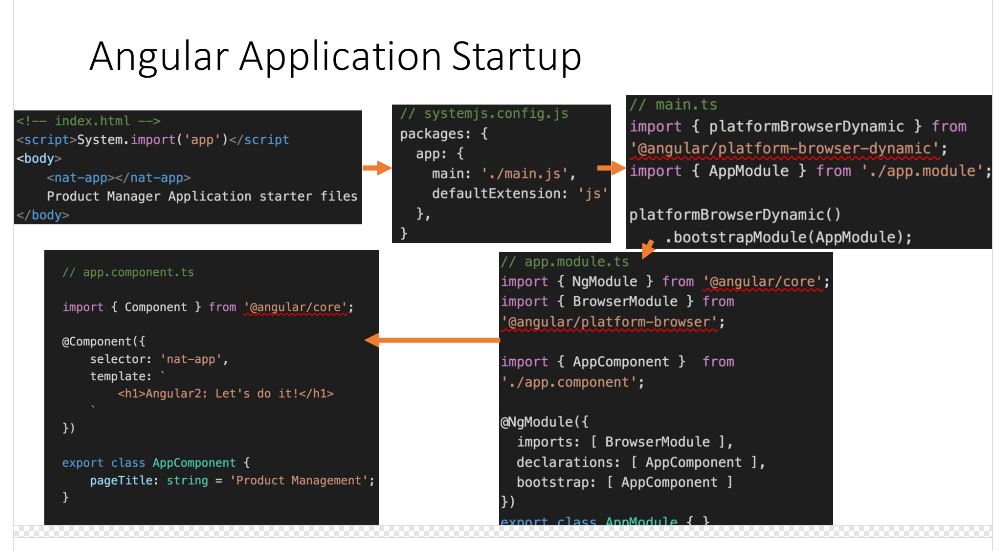 Angular Application Startup
<!-- index.html -->
<script>System.import('app')</script
<body>
<nat-app></nat-app>
Product Manager Application starter files
</body>
// systemjs.config.js
packages: {
app: {
main: './main.js',
defaultExtension: 'js'
},
}
// main.ts
import { platformBrowserDynamic } from
'@angular/platform-browser-dynamic';
import { AppModule } from './app.module';
platformBrowserDynamic()
.bootstrapModule(AppModule);
// app.module.ts
import { NgModule } from '@angular/core';
import { BrowserModule } from
'@angular/platform-browser';
import { AppComponent } from
'./app.component';
@NgModule({
imports: [ BrowserModule ],
declarations: [ AppComponent ],
bootstrap: [ AppComponent ]
})
export class AppModule { }
// app.component.ts
import { Component } from '@angular/core';
@Component({
selector: 'nat-app',
template: `
<h1>Angular2: Let's do it!</h1>
`
})
export class AppComponent {
pageTitle: string = 'Product Management';
}